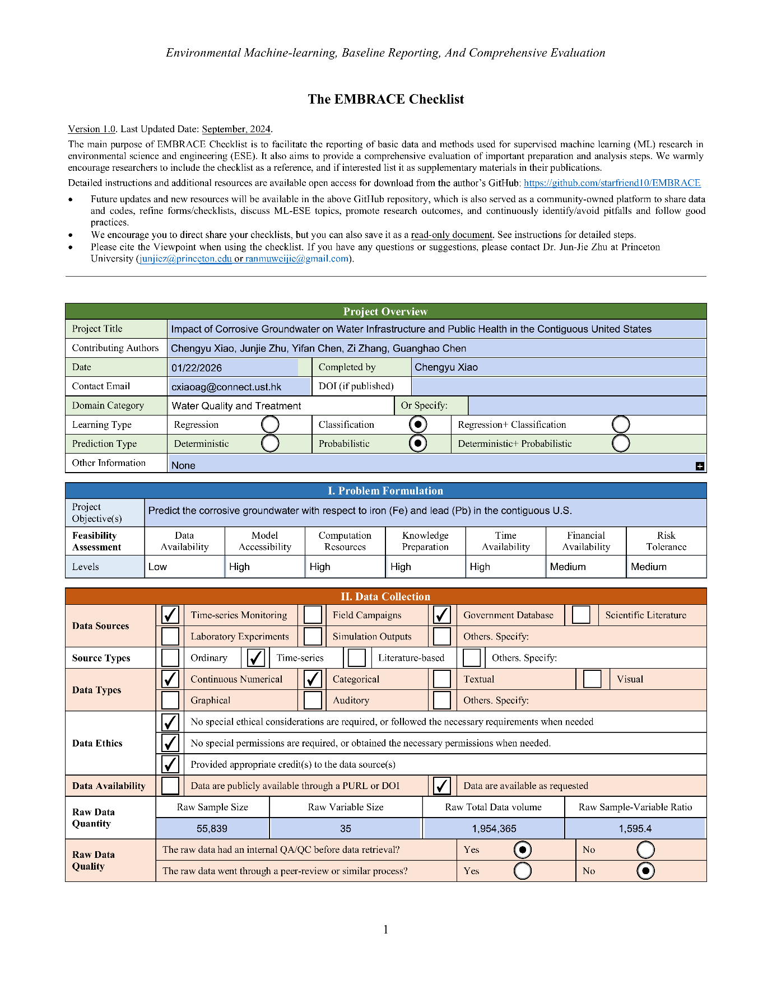 Environmental Machine-learning, Baseline Reporting, And Comprehensive Evaluation
The EMBRACE Checklist
Version 1.0. Last Updated Date: September, 2024.
The main purpose of EMBRACE Checklist is to facilitate the reporting of basic data and methods used for supervised machine learning (ML) research in
environmental science and engineering (ESE). It also aims to provide a comprehensive evaluation of important preparation and analysis steps. We warmly
encourage researchers to include the checklist as a reference, and if interested list it as supplementary materials in their publications.
Detailed instructions and additional resources are available open access for download from the author's GitHub: https://github.com/starfriend10/EMBRACE
• Future updates and new resources will be available in the above GitHub repository, which is also served as a community-owned platform to share data
and codes, refine forms/checklists, discuss ML-ESE topics, promote research outcomes, and continuously identify/avoid pitfalls and follow good
practices.
• We encourage you to direct share your checklists, but you can also save it as a read-only document. See instructions for detailed steps.
• Please cite the Viewpoint when using the checklist. If you have any questions or suggestions, please contact Dr. Jun-Jie Zhu at Princeton
University (junjiez@princeton.edu or ranmuweijie@gmail.com).
Project Overview
Project Title Impact of Corrosive Groundwater on Water Infrastructure and Public Health in the Contiguous United States
Contributing Authors Chengyu Xiao, Junjie Zhu, Yifan Chen, Zi Zhang, Guanghao Chen
Date 01/22/2026 Completed by Chengyu Xiao
Contact Email cxiaoag@connect.ust.hk DOI (if published)
Domain Category Water Quality and Treatment Or Specify:
Learning Type Regression Classification Regression+ Classification
Prediction Type Deterministic Probabilistic Deterministic+ Probabilistic
Other Information None
I. Problem Formulation
Project
Objective(s) Predict the corrosive groundwater with respect to iron (Fe) and lead (Pb) in the contiguous U.S.
Feasibility Data Model Computation Knowledge Time Financial Risk
Assessment Availability Accessibility Resources Preparation Availability Availability Tolerance
Levels Low High High High High Medium Medium
II. Data Collection
Data Sources ✓ Time-series Monitoring Field Campaigns ✓ Government Database Scientific Literature
Laboratory Experiments Simulation Outputs Others. Specify:
Source Types Ordinary ✓ Time-series Literature-based Others. Specify:
Data Types ✓ Continuous Numerical ✓ Categorical Textual Visual
Graphical Auditory Others. Specify:
✓ No special ethical considerations are required, or followed the necessary requirements when needed
Data Ethics ✓ No special permissions are required, or obtained the necessary permissions when needed.
✓ Provided appropriate credit(s) to the data source(s)
Data Availability Data are publicly available through a PURL or DOI ✓ Data are available as requested
Raw Data
Quantity Raw Sample Size Raw Variable Size Raw Total Data volume Raw Sample-Variable Ratio
55,839 35 1,954,365 1,595.4
Raw Data
Quality The raw data had an internal QA/QC before data retrieval? Yes No
The raw data went through a peer-review or similar process? Yes No
1